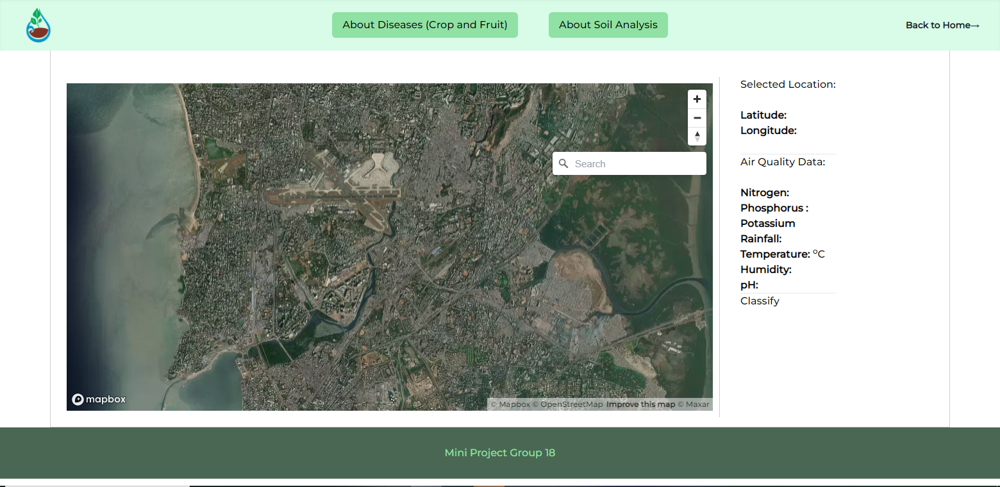 About Diseases (Crop and Fruit)
About Soil Analysis
Back to Home→
Search
mapbox
© Mapbox © OpenStreetMap Improve this map © Maxar
Selected Location:
Latitude:
Longitude:
Air Quality Data:
Nitrogen:
Phosphorus :
Potassium
Rainfall:
Temperature: ⁰C
Humidity:
pH:
Classify
Mini Project Group 18